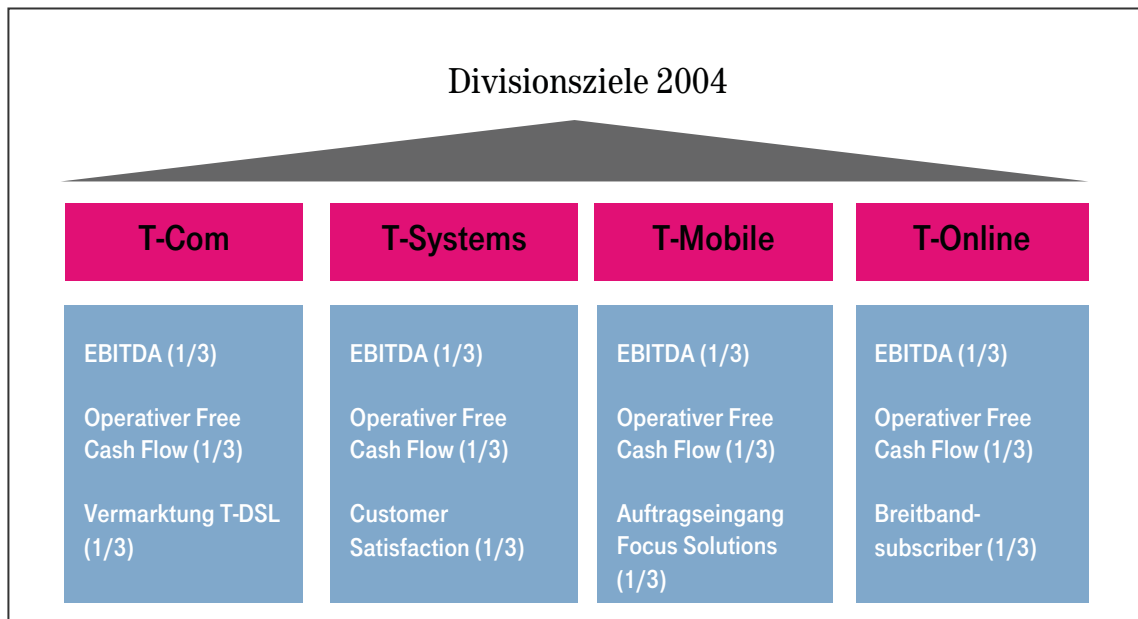 Divisionsziele 2004
T-Com
T-Systems
T-Mobile
T-Online
EBITDA (1/3)
Operativer Free
Cash Flow (1/3)
Vermarktung T-DSL
(1/3)
EBITDA (1/3)
Operativer Free
Cash Flow (1/3)
Customer
Satisfaction (1/3)
EBITDA (1/3)
Operativer Free
Cash Flow (1/3)
Auftragseingang
Focus Solutions
(1/3)
EBITDA (1/3)
Operativer Free
Cash Flow (1/3)
Breitband-
subscriber (1/3)